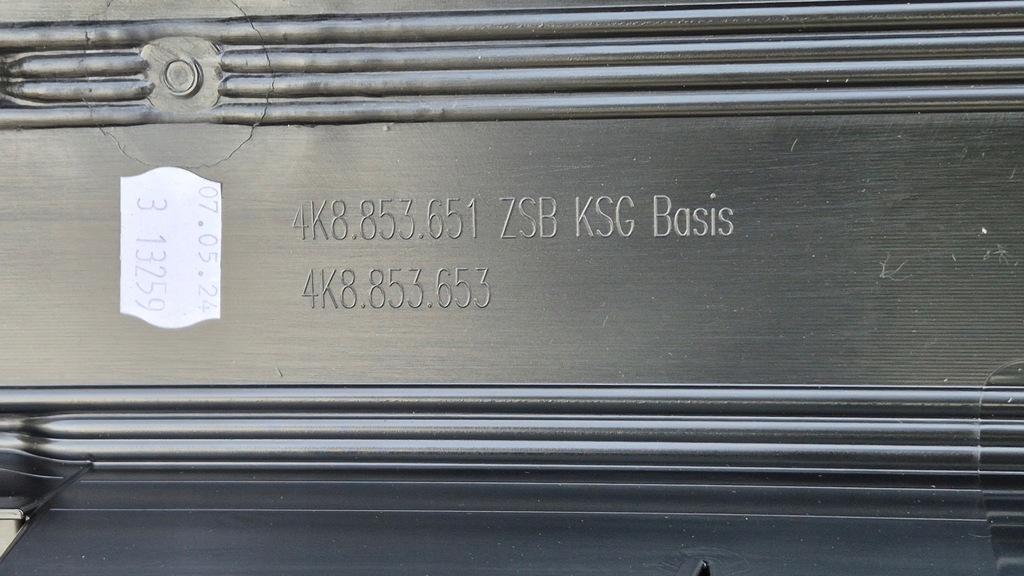 07.05.24
3 13259
4K8.853.651 ZSB KSG Basis
4K8.853.653